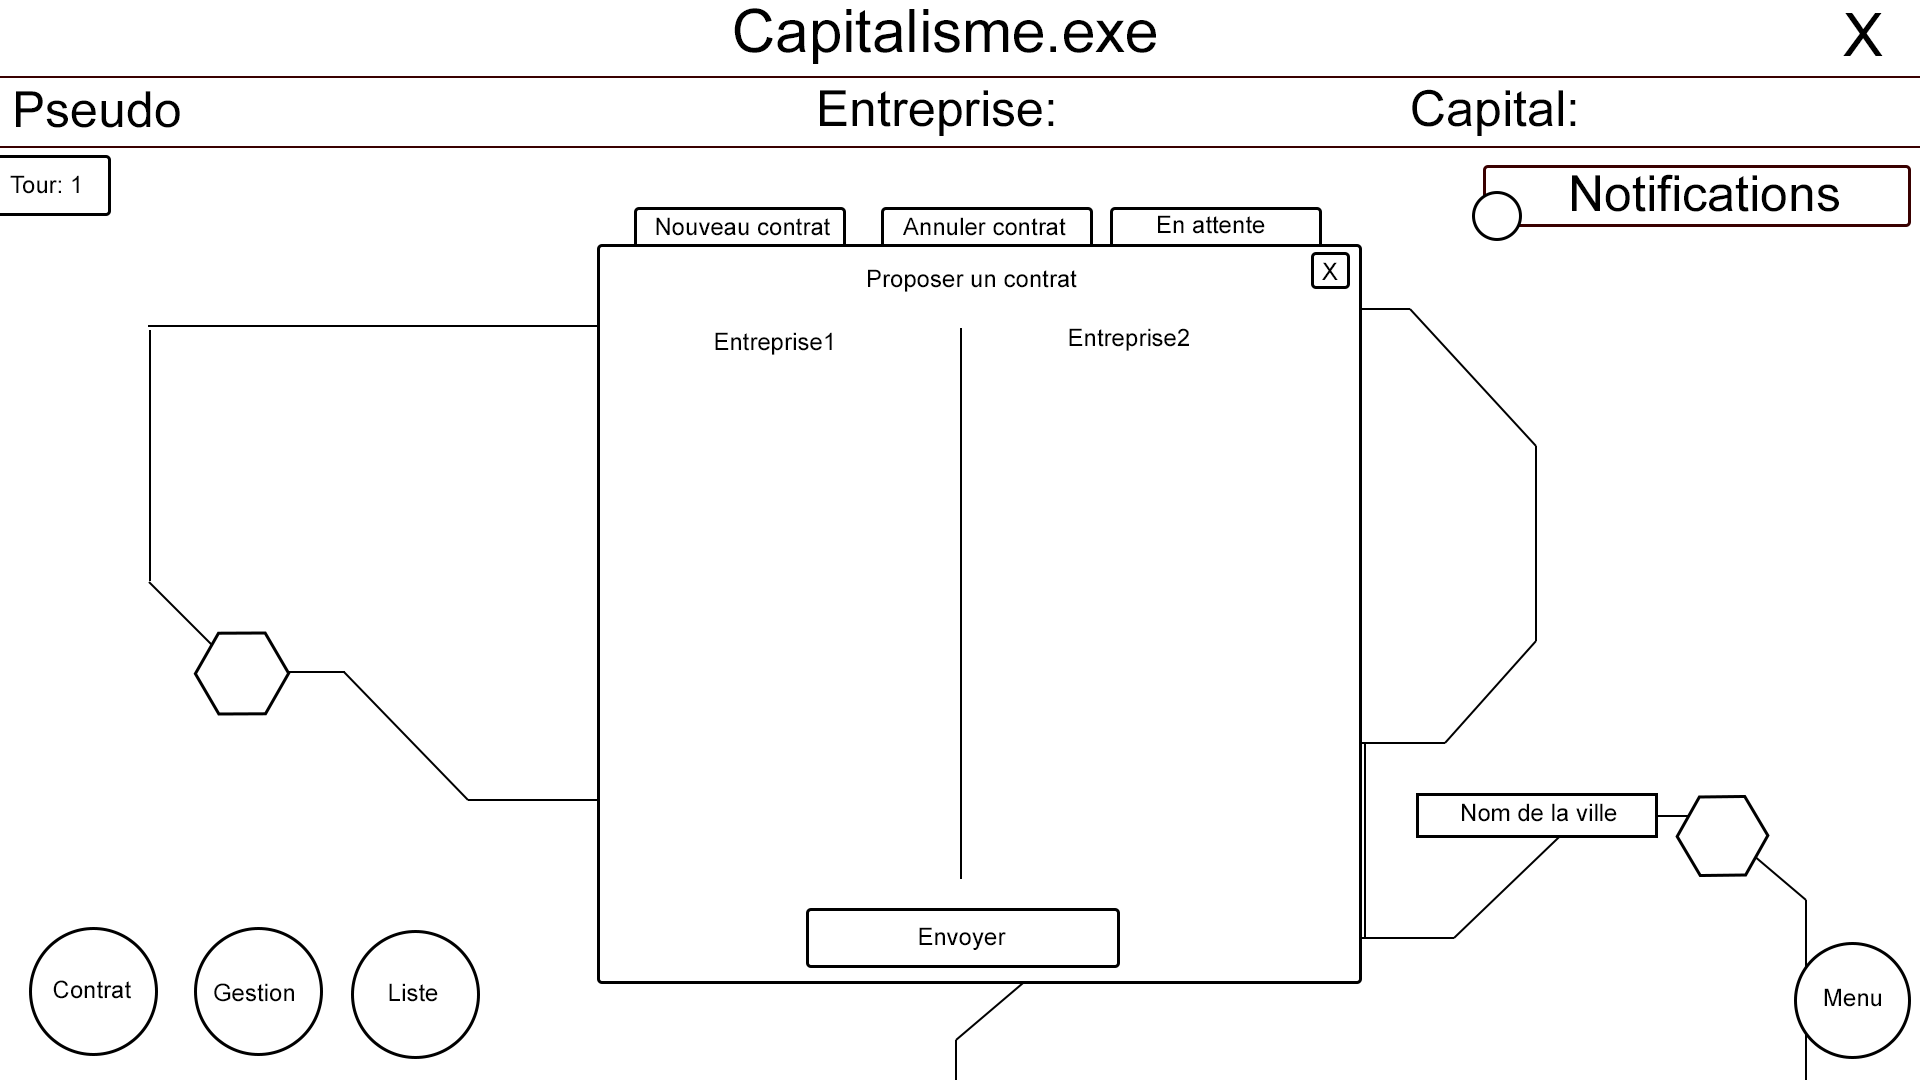 Capitalisme.exe
X
Pseudo
Entreprise:
Capital:
Tour: 1
Notifications
Nouveau contrat
Annuler contrat
En attente
Proposer un contrat
X
Entreprise1
Entreprise2
Nom de la ville
Envoyer
Contrat
Gestion
Liste
Menu